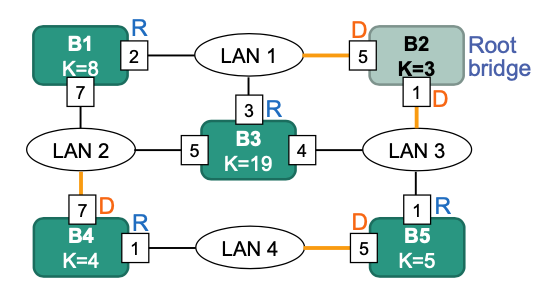 R
D
B1
K=8
2
LAN 1
5
B2
K=3
Root
bridge
7
1
D
3
R
LAN 2
5
B3
K=19
4
LAN 3
7
D
1
R
B4
K=4
R
1
LAN 4
D
5
B5
K=5